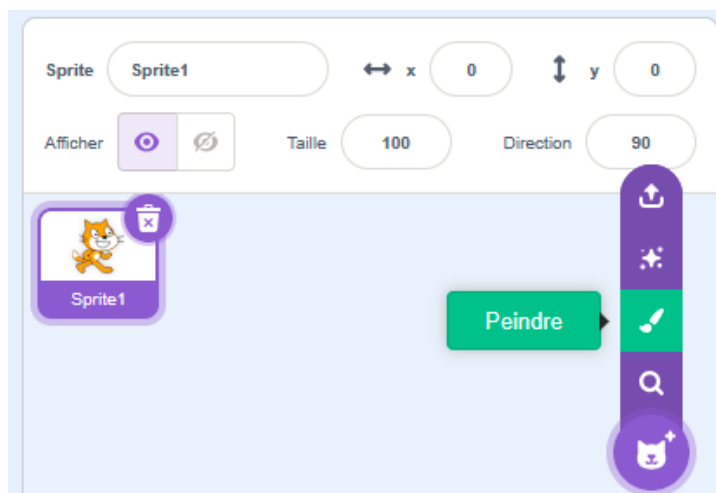 Sprite Sprite1 x 0 y 0
Afficher Taille 100 Direction 90
Sprite1
Peindre